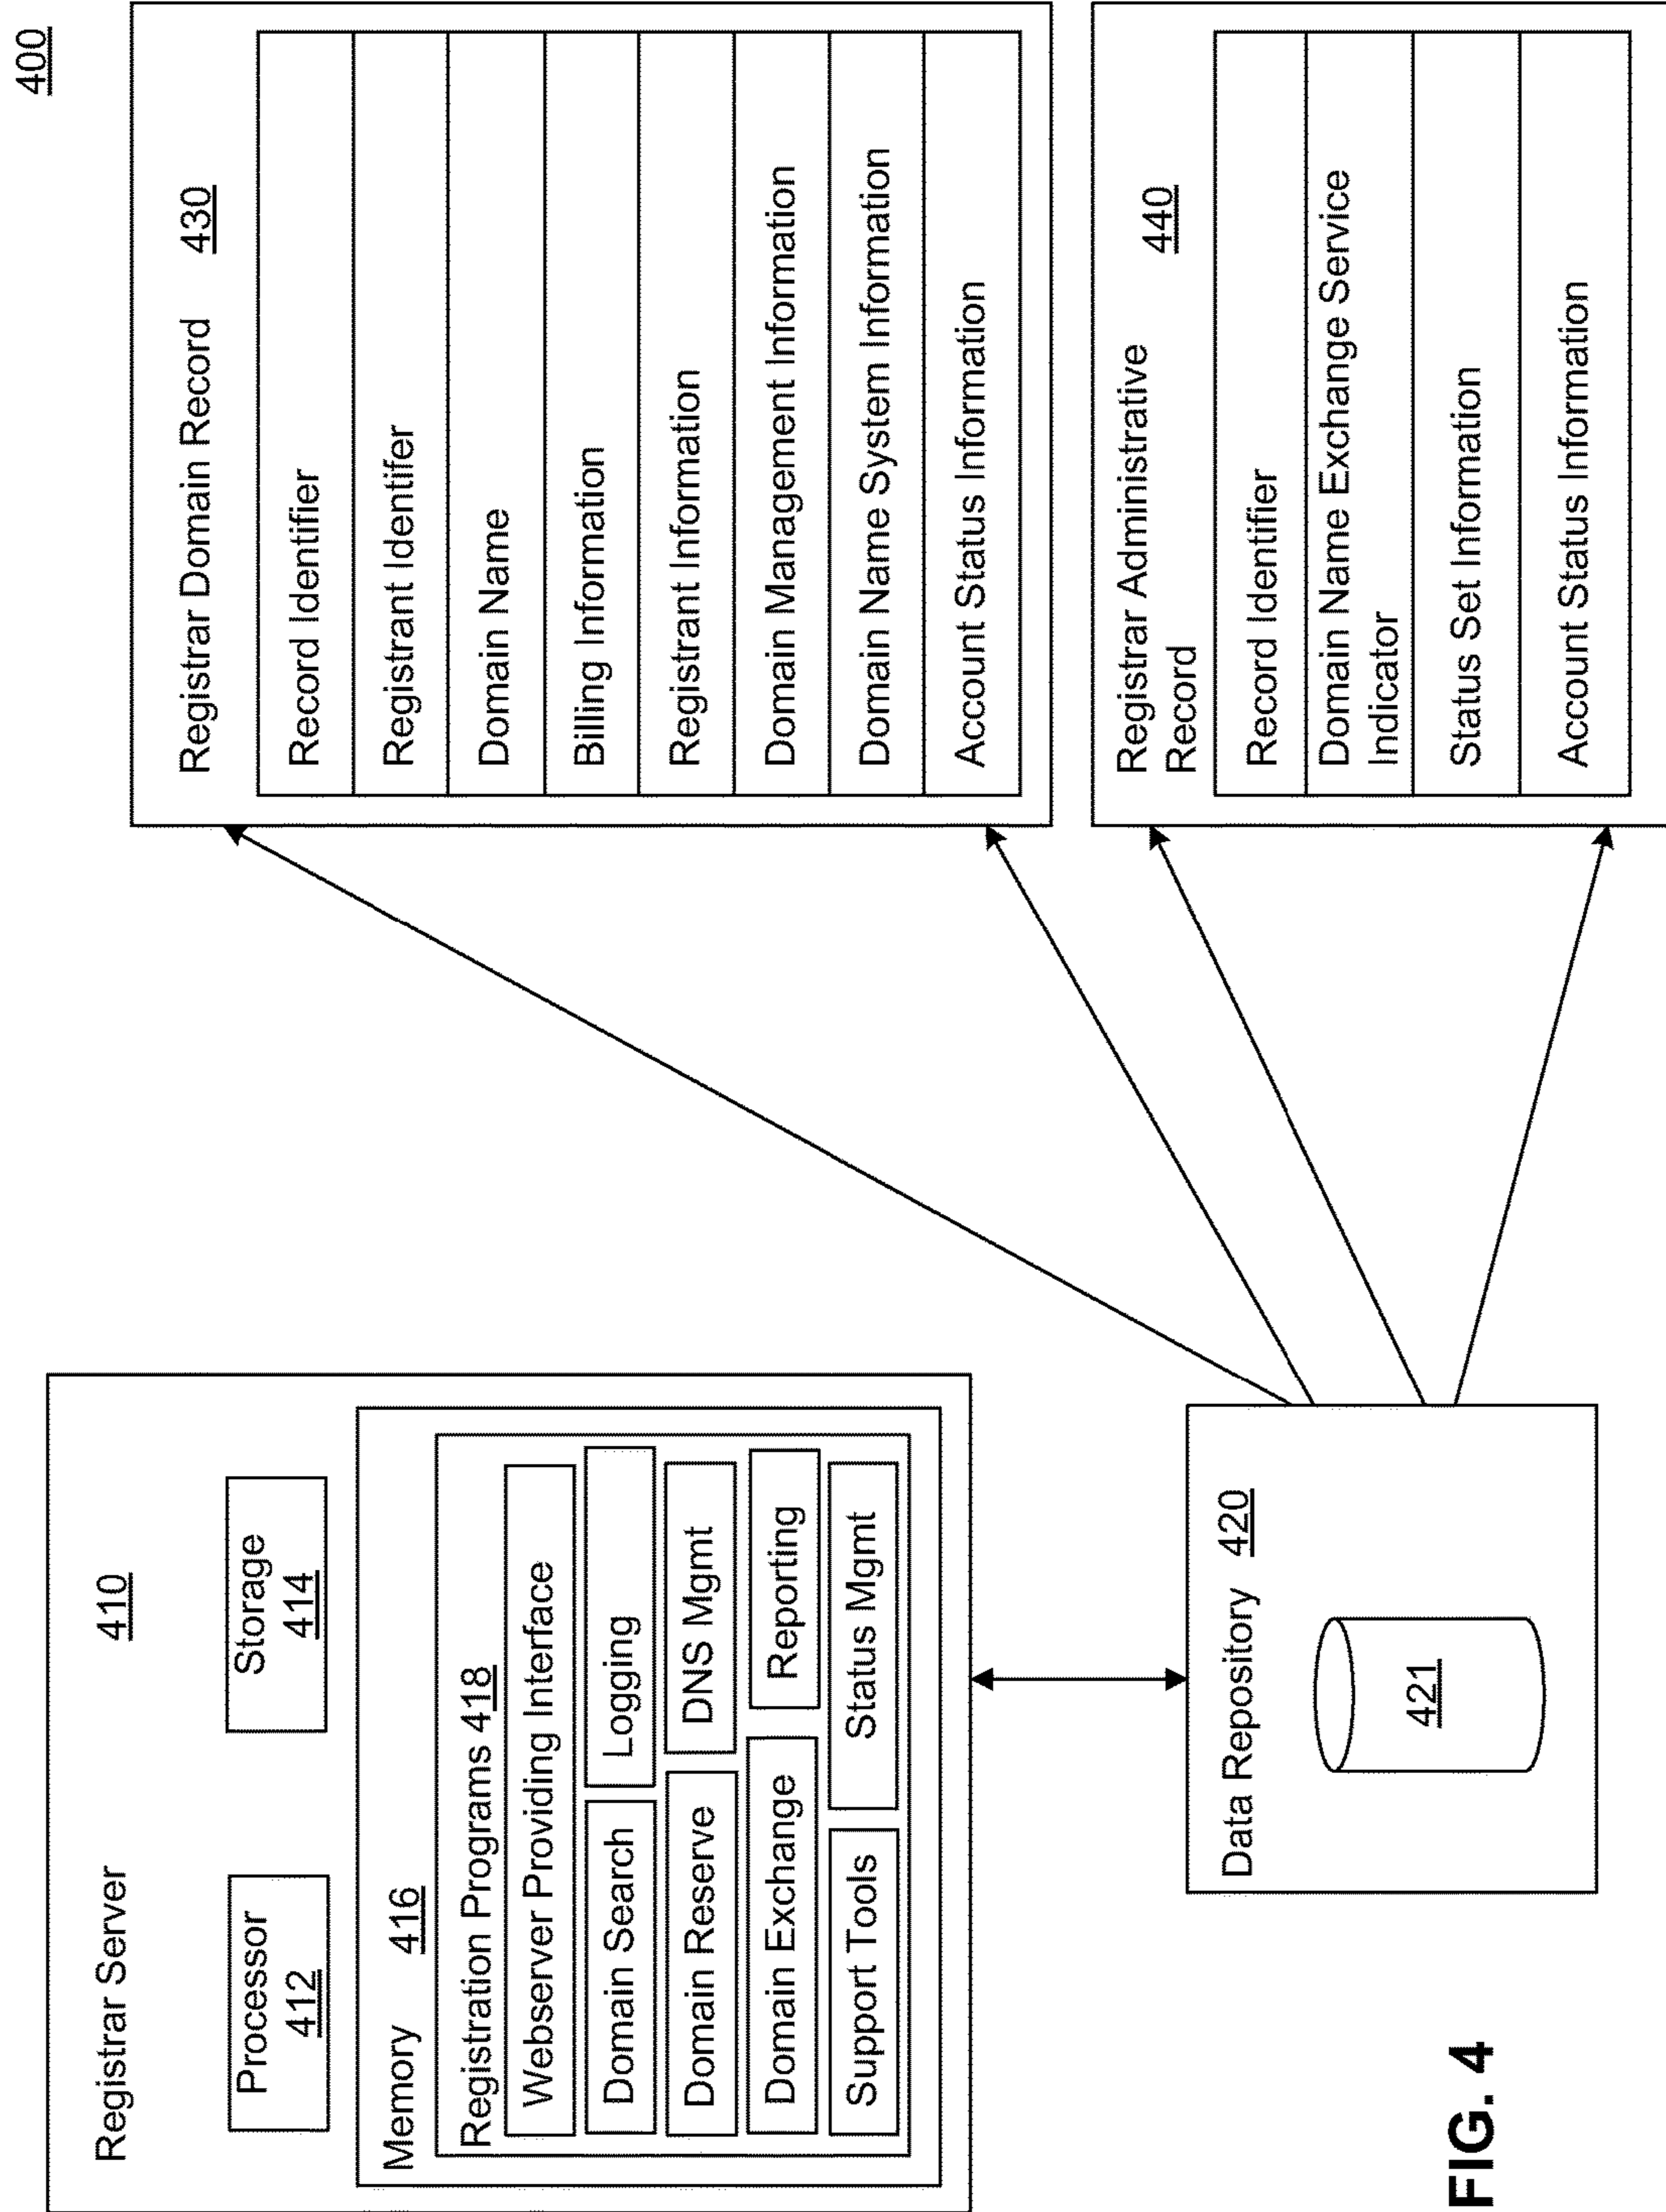 400
Registrar Server 410
Processor
412
Storage
414
Memory 416
Registration Programs 418
Webserver Providing Interface
Domain Search
Logging
Domain Reserve
DNS Mgmt
Domain Exchange
Reporting
Support Tools
Status Mgmt
Data Repository 420
421
Registrar Domain Record 430
Record Identifier
Registrant Identifer
Domain Name
Billing Information
Registrant Information
Domain Management Information
Domain Name System Information
Account Status Information
Registrar Administrative
Record 440
Record Identifier
Domain Name Exchange Service
Indicator
Status Set Information
Account Status Information
FIG. 4